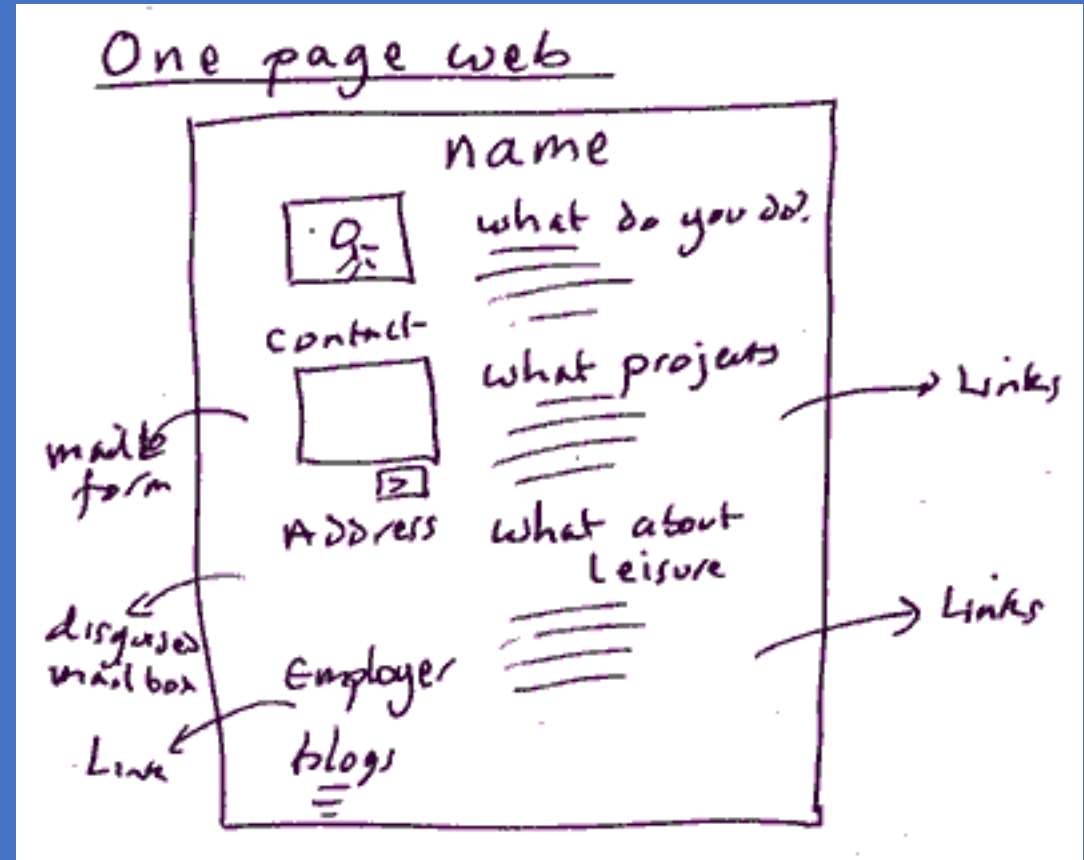 One page web
name
what do you do?
Contact
what projects
Links
mailto
form
>
Address
what about
Leisure
disguised
mail box
Links
Employer
Link
blogs